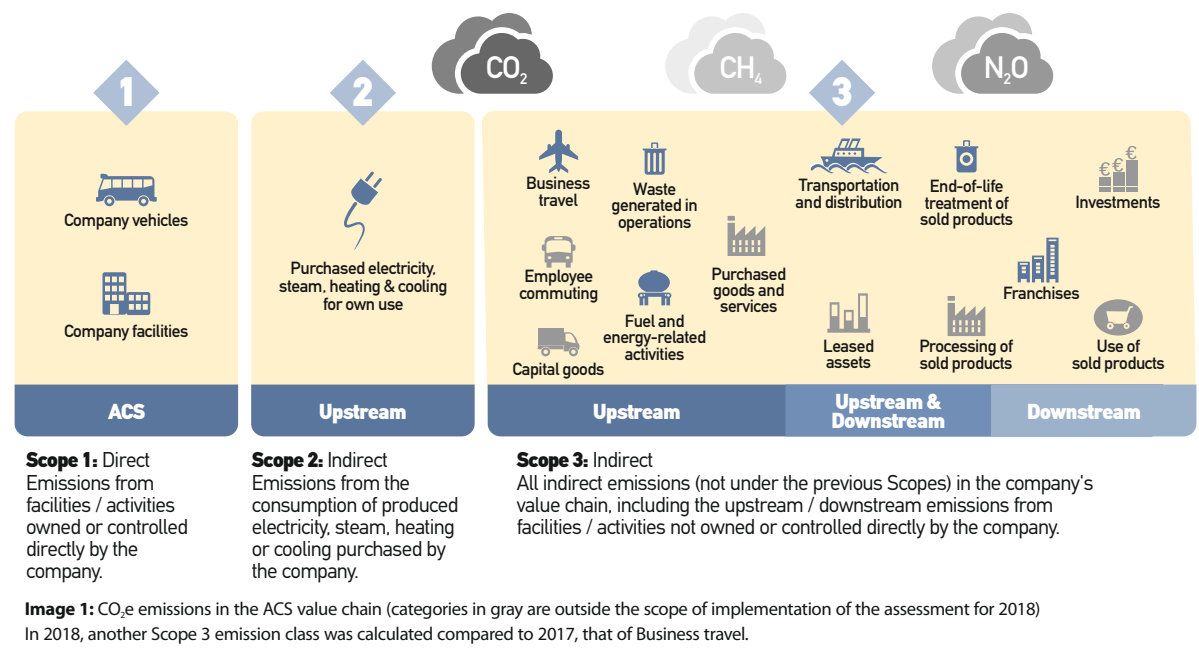 CO2
CH4
N2O
1
2
3
Company vehicles
Company facilities
Purchased electricity,
steam, heating & cooling
for own use
Business
travel
Waste
generated in
operations
Employee
commuting
Fuel and
energy-related
activities
Purchased
goods and
services
Capital goods
Transportation
and distribution
End-of-life
treatment of
sold products
€€€
Investments
Franchises
Leased
assets
Processing of
sold products
Use of
sold products
ACS
Upstream
Upstream
Upstream &
Downstream
Downstream
Scope 1: Direct
Emissions from
facilities / activities
owned or controlled
directly by the
company.
Scope 2: Indirect
Emissions from the
consumption of produced
electricity, steam, heating
or cooling purchased by
the company.
Scope 3: Indirect
All indirect emissions (not under the previous Scopes) in the company's
value chain, including the upstream / downstream emissions from
facilities / activities not owned or controlled directly by the company.
Image 1: CO2e emissions in the ACS value chain (categories in gray are outside the scope of implementation of the assessment for 2018)
In 2018, another Scope 3 emission class was calculated compared to 2017, that of Business travel.